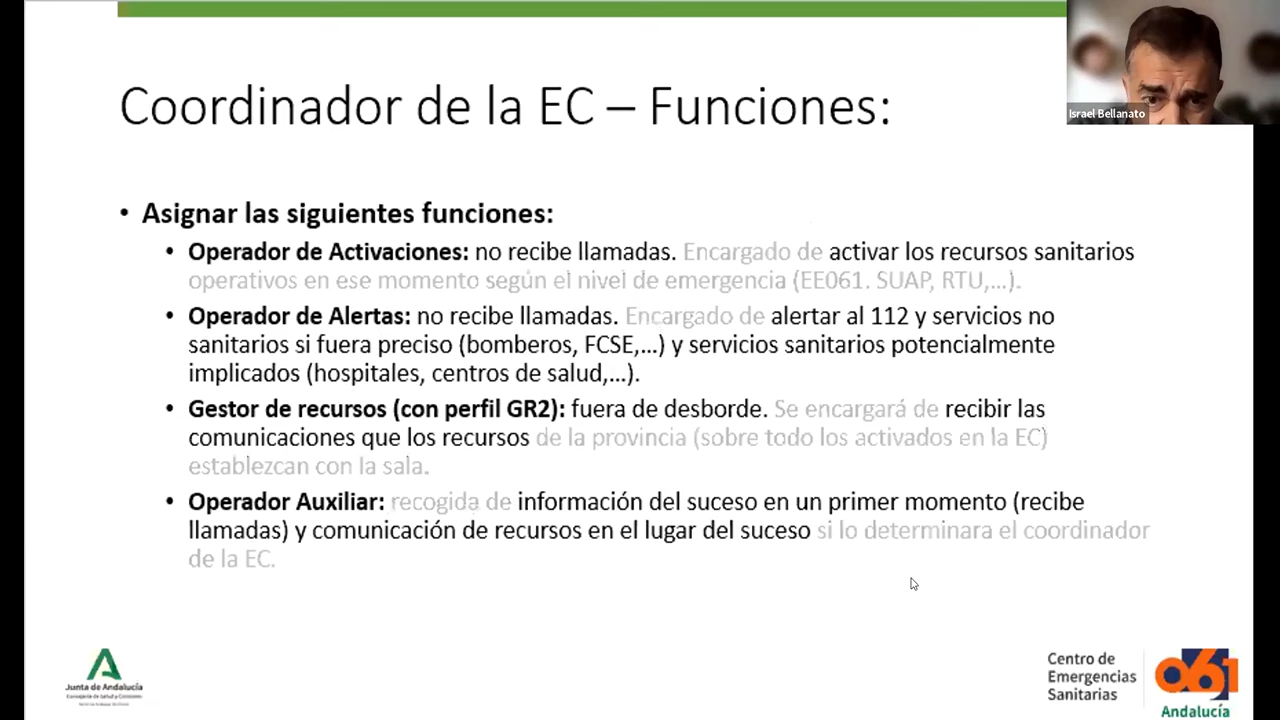 Coordinador de la EC – Funciones:
Israel Bellanato
• Asignar las siguientes funciones:
• Operador de Activaciones: no recibe llamadas. Encargado de activar los recursos sanitarios
operativos en ese momento según el nivel de emergencia (EE061. SUAP, RTU,...).
• Operador de Alertas: no recibe llamadas. Encargado de alertar al 112 y servicios no
sanitarios si fuera preciso (bomberos, FCSE,...) y servicios sanitarios potencialmente
implicados (hospitales, centros de salud,...).
• Gestor de recursos (con perfil GR2): fuera de desborde. Se encargará de recibir las
comunicaciones que los recursos de la provincia (sobre todo los activados en la EC)
establezcan con la sala.
• Operador Auxiliar: recogida de información del suceso en un primer momento (recibe
llamadas) y comunicación de recursos en el lugar del suceso si lo determinara el coordinador
de la EC.
Junta de Andalucía
Centro de
Emergencias
Sanitarias
061
Andalucía